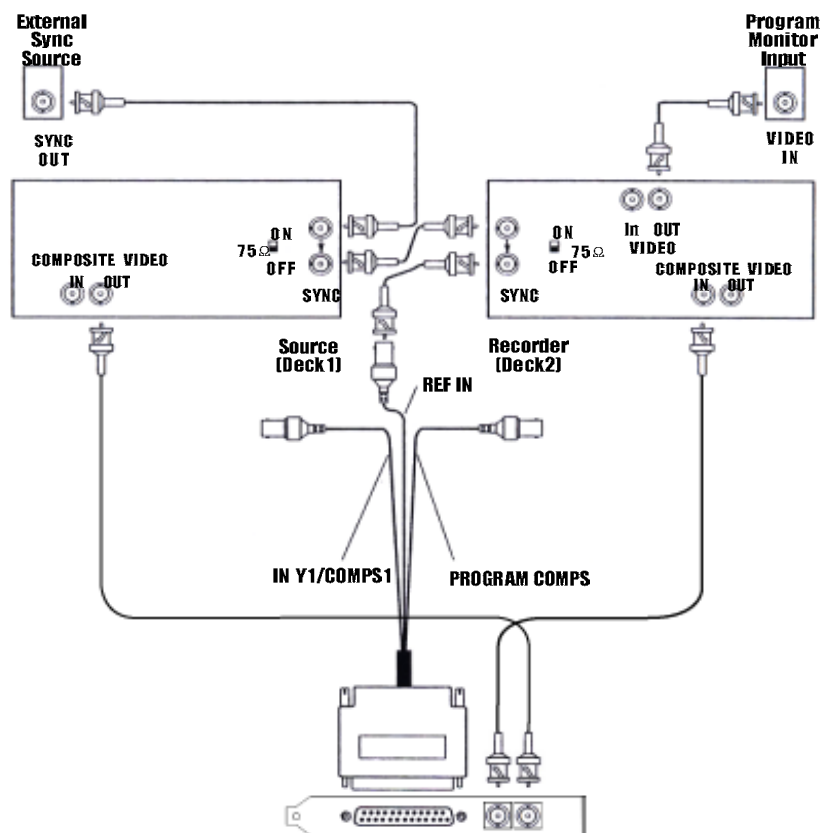 External
Sync
Source
Program
Monitor
Input
SYNC
OUT
VIDEO
IN
ON
75Ω
OFF
SYNC
COMPOSITE VIDEO
IN OUT
In OUT
VIDEO
ON
75Ω
OFF
SYNC
COMPOSITE VIDEO
IN OUT
Source
(Deck1)
Recorder
(Deck2)
REF IN
IN Y1/COMPS1
PROGRAM COMPS